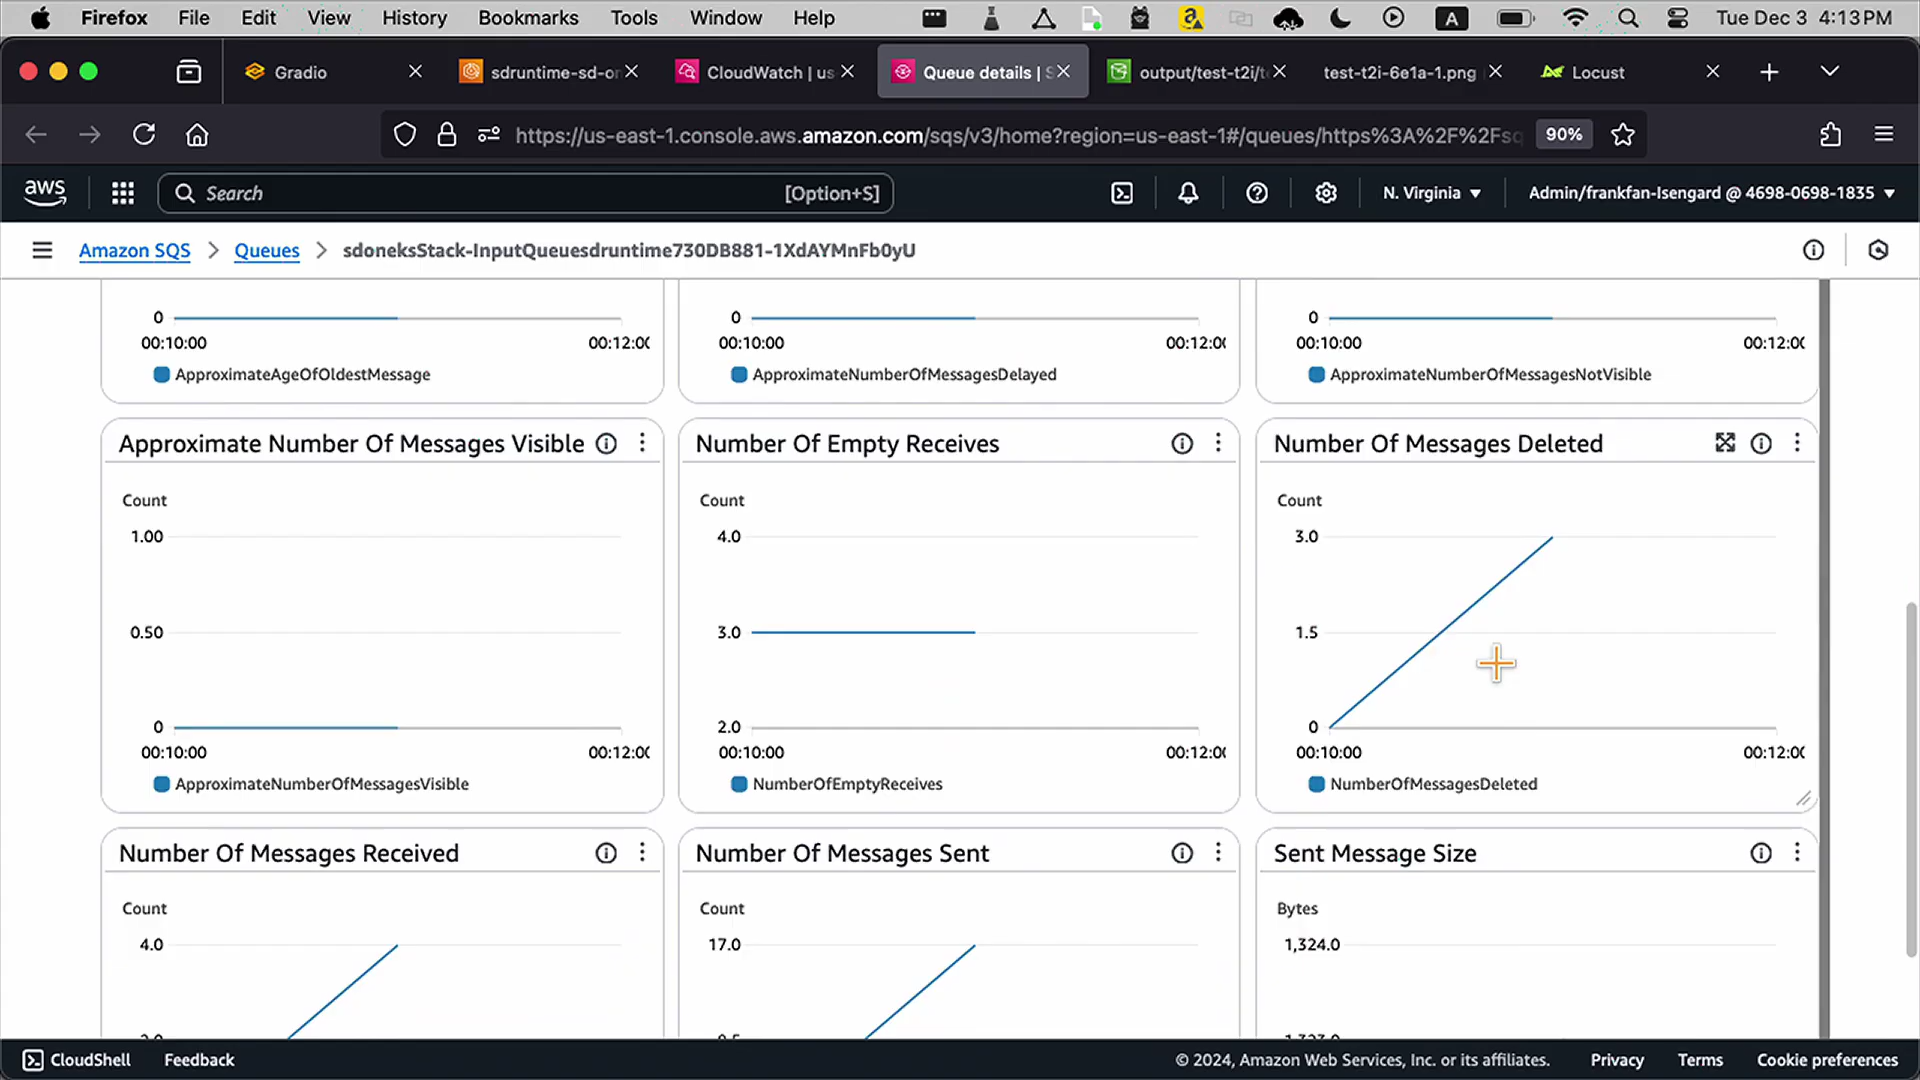 Firefox File Edit View History Bookmarks Tools Window Help A Tue Dec 3 4:13 PM
Gradio sdruntime-sd-or CloudWatch | us Queue details | S output/test-t2i/t test-t2i-6e1a-1.png Locust
https://us-east-1.console.aws.amazon.com/sqs/v3/home?region=us-east-1#/queues/https%3A%2F%2Fsq 90%
aws Search [Option+S] N. Virginia Admin/frankfan-Isengard @ 4698-0698-1835
Amazon SQS Queues sdoneksStack-InputQueuesdruntime730DB881-1XdAYMnFb0yU
0 0 0
00:10:00 00:12:00 00:10:00 00:12:00 00:10:00 00:12:00
ApproximateAgeOfOldestMessage ApproximateNumberOfMessagesDelayed ApproximateNumberOfMessagesNotVisible
Approximate Number Of Messages Visible Number Of Empty Receives Number Of Messages Deleted
Count Count Count
1.00 4.0 3.0
0.50 3.0 1.5
0 2.0 0
00:10:00 00:12:00 00:10:00 00:12:00 00:10:00 00:12:00
ApproximateNumberOfMessagesVisible NumberOfEmptyReceives NumberOfMessagesDeleted
Number Of Messages Received Number Of Messages Sent Sent Message Size
Count Count Bytes
4.0 17.0 1,324.0
CloudShell Feedback © 2024, Amazon Web Services, Inc. or its affiliates. Privacy Terms Cookie preferences